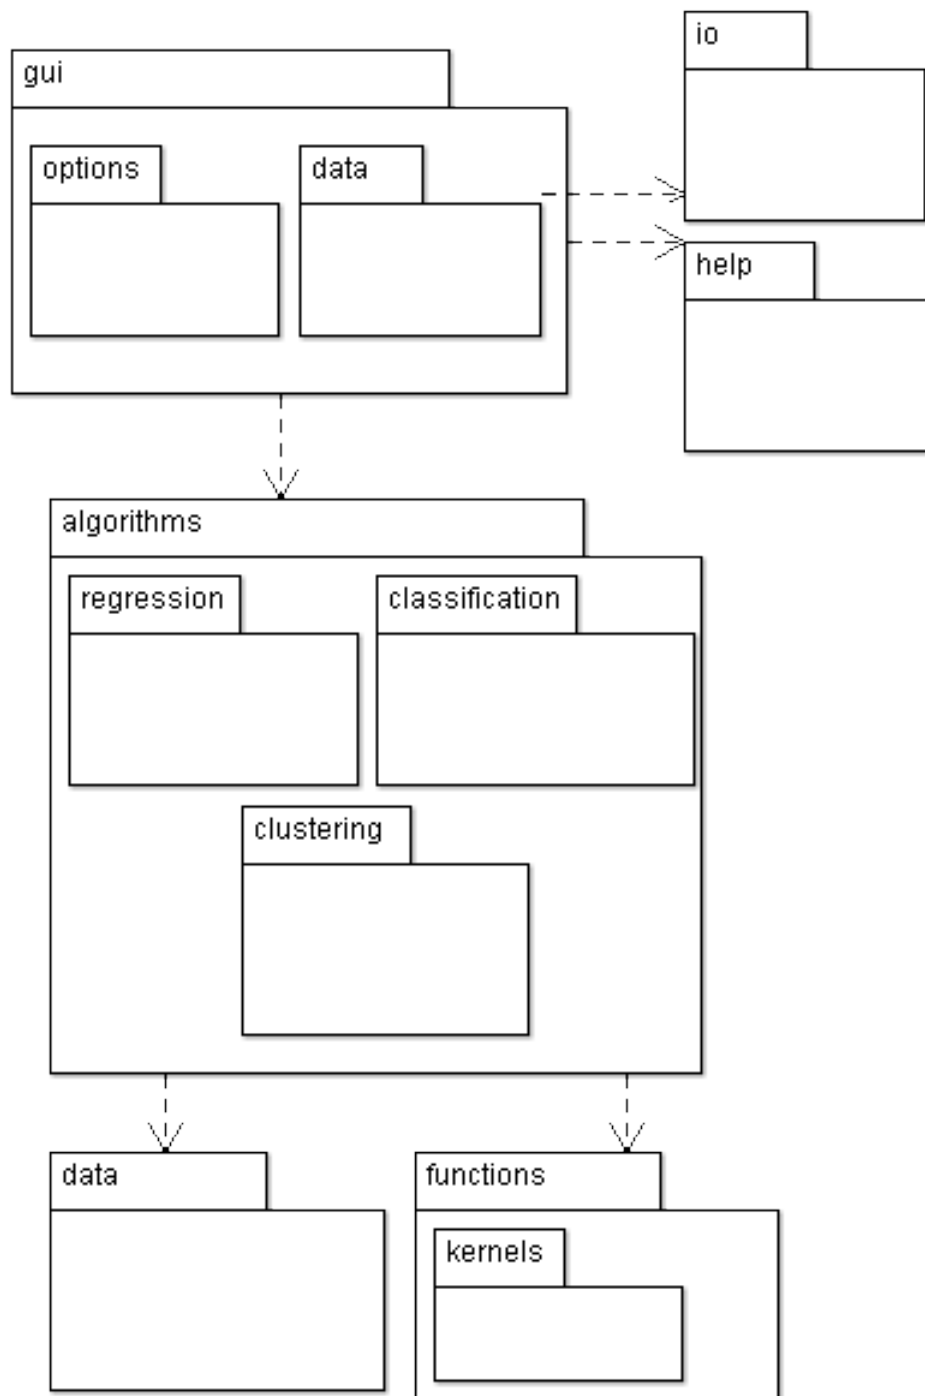 io
gui
options
data
help
algorithms
regression
classification
clustering
data
functions
kernels